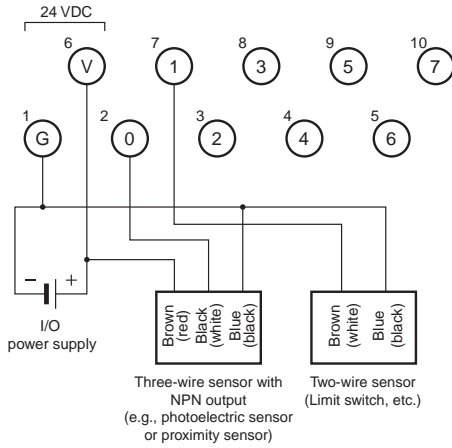 24 VDC
6 7 8 9 10
V 1 3 5 7
1 2 3 4 5
G 0 2 4 6
− +
I/O
power supply
Brown
(red)
Black
(white)
Blue
(black)
Brown
(white)
Blue
(black)
Three-wire sensor with
NPN output
(e.g., photoelectric sensor
or proximity sensor)
Two-wire sensor
(Limit switch, etc.)